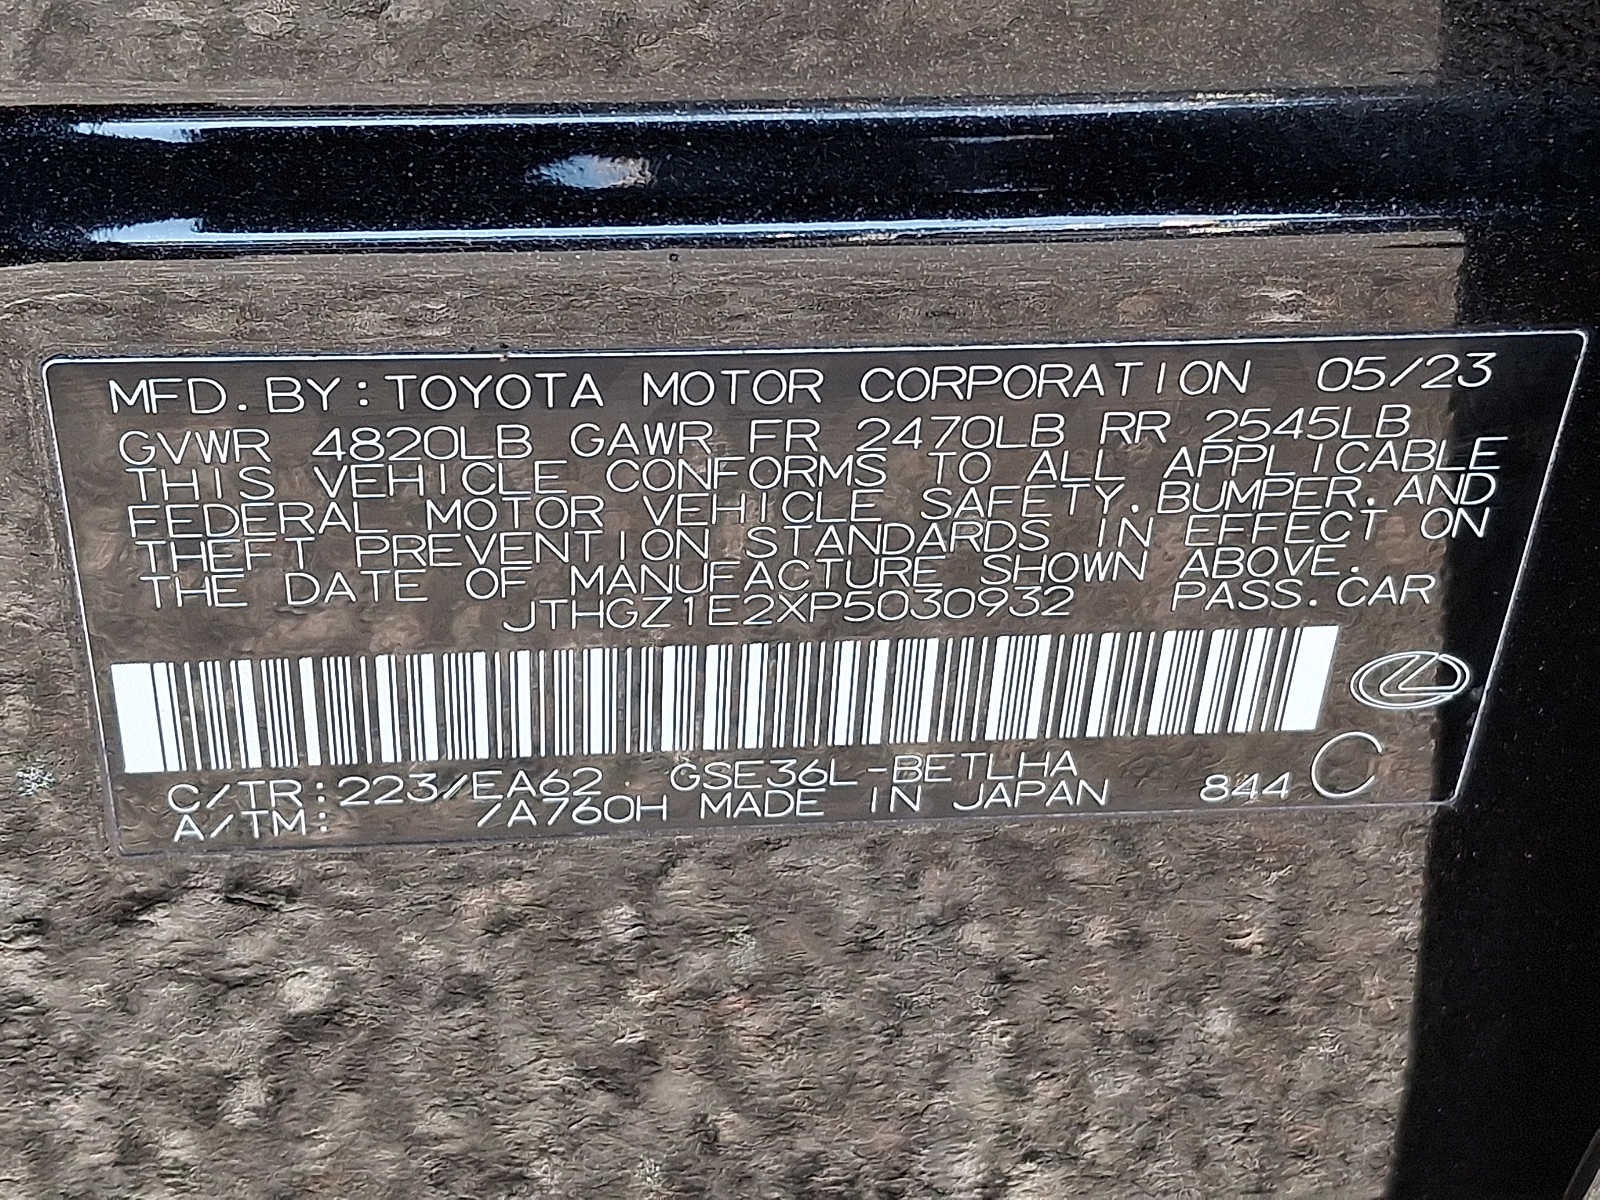 MFD. BY: TOYOTA MOTOR CORPORATION 05/23
GVWR 4820LB GAWR FR 2470LB RR 2545LB
THIS VEHICLE CONFORMS TO ALL APPLICABLE
FEDERAL MOTOR VEHICLE SAFETY. BUMPER. AND
THEFT PREVENTION STANDARDS IN EFFECT ON
THE DATE OF MANUFACTURE SHOWN ABOVE.
JTHGZ1E2XP5030932 PASS. CAR
C/TR: 223/EA62 GSE36L-BETLHA
A/TM: /A760H MADE IN JAPAN 844 C